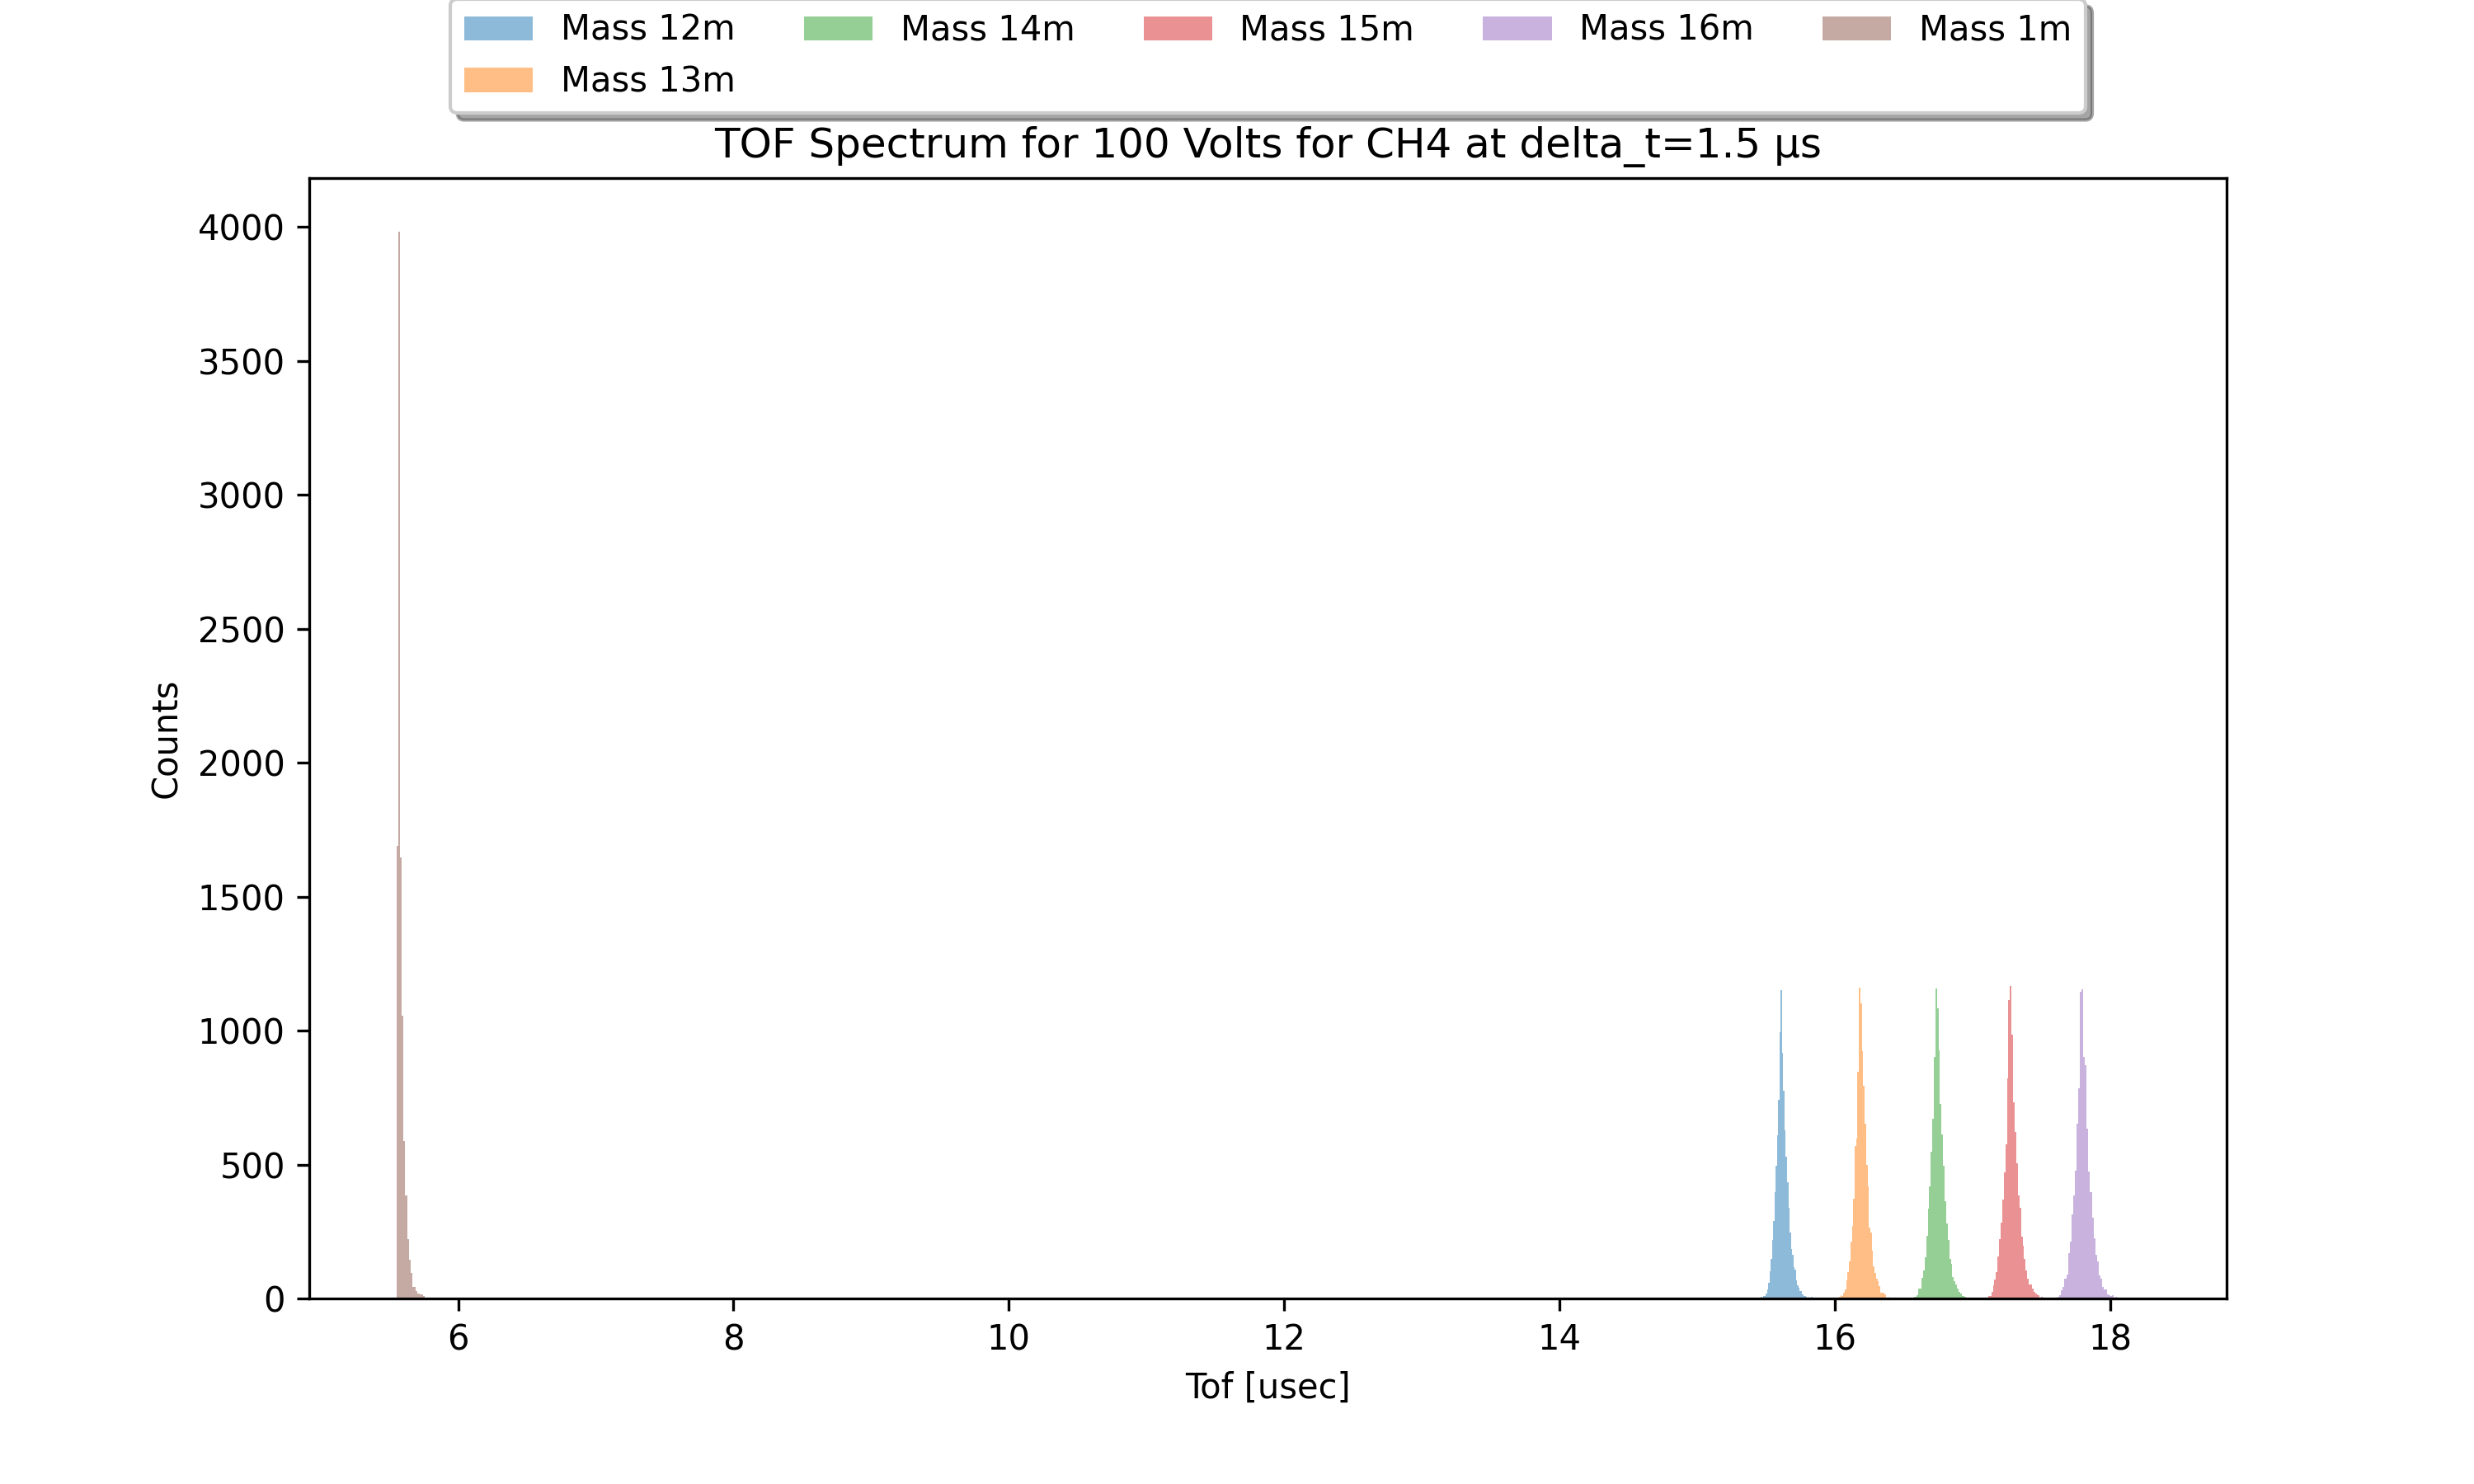 Mass 12m Mass 14m Mass 15m Mass 16m Mass 1m
Mass 13m
TOF Spectrum for 100 Volts for CH4 at delta_t=1.5 μs
4000
3500
3000
2500
2000
1500
1000
500
0
Counts
6 8 10 12 14 16 18
Tof [usec]